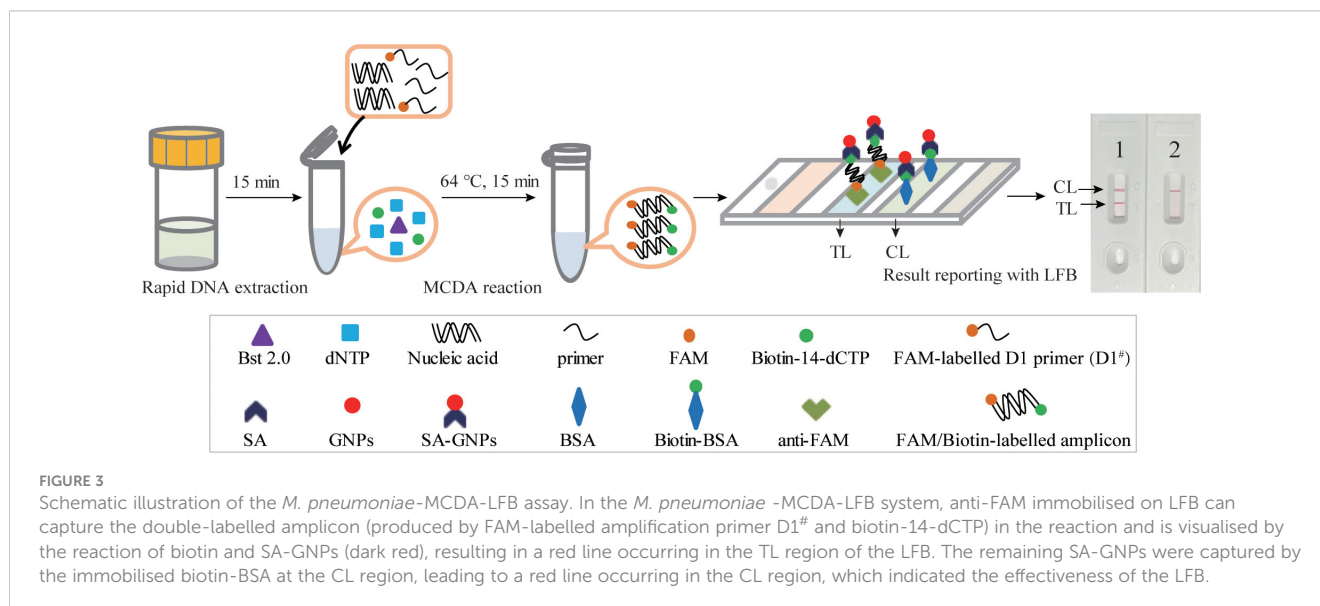 15 min
64 °C, 15 min
1 2
CL
TL
TL CL
Rapid DNA extraction MCDA reaction Result reporting with LFB
Bst 2.0 dNTP Nucleic acid primer FAM Biotin-14-dCTP FAM-labelled D1 primer (D1#)
SA GNPs SA-GNPs BSA Biotin-BSA anti-FAM FAM/Biotin-labelled amplicon
FIGURE 3
Schematic illustration of the M. pneumoniae-MCDA-LFB assay. In the M. pneumoniae -MCDA-LFB system, anti-FAM immobilised on LFB can
capture the double-labelled amplicon (produced by FAM-labelled amplification primer D1# and biotin-14-dCTP) in the reaction and is visualised by
the reaction of biotin and SA-GNPs (dark red), resulting in a red line occurring in the TL region of the LFB. The remaining SA-GNPs were captured by
the immobilised biotin-BSA at the CL region, leading to a red line occurring in the CL region, which indicated the effectiveness of the LFB.